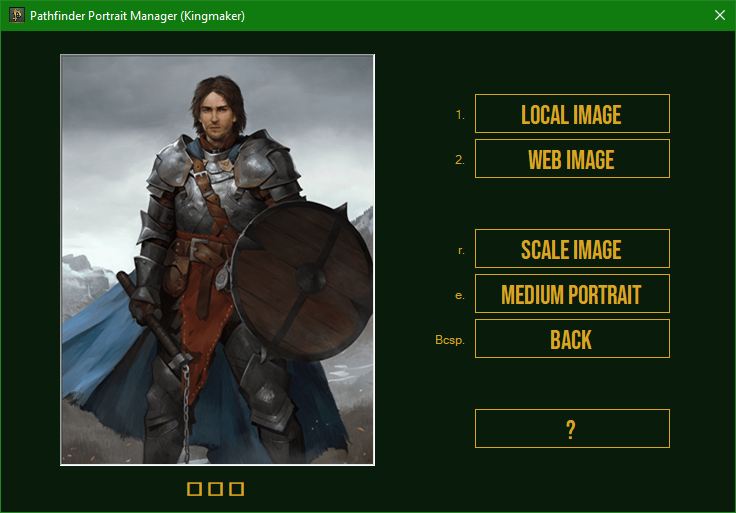 Pathfinder Portrait Manager (Kingmaker)
1. LOCAL IMAGE
2. WEB IMAGE
r. SCALE IMAGE
e. MEDIUM PORTRAIT
Bcsp. BACK
?